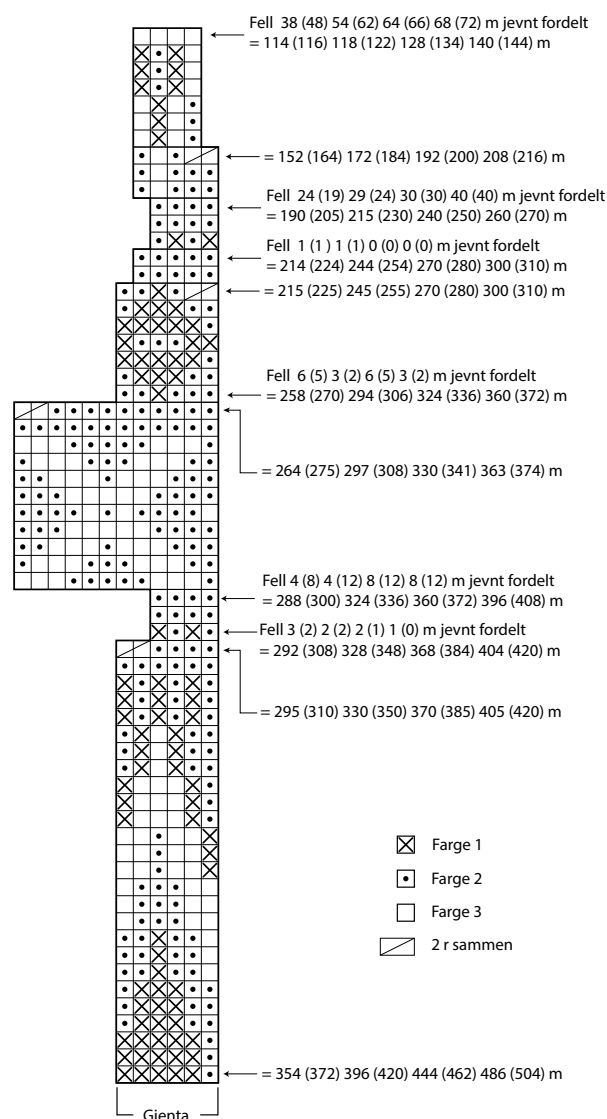 Fell 38 (48) 54 (62) 64 (66) 68 (72) m jevnt fordelt
= 114 (116) 118 (122) 128 (134) 140 (144) m
= 152 (164) 172 (184) 192 (200) 208 (216) m
Fell 24 (19) 29 (24) 30 (30) 40 (40) m jevnt fordelt
= 190 (205) 215 (230) 240 (250) 260 (270) m
Fell 1 (1 ) 1 (1) 0 (0) 0 (0) m jevnt fordelt
= 214 (224) 244 (254) 270 (280) 300 (310) m
= 215 (225) 245 (255) 270 (280) 300 (310) m
Fell 6 (5) 3 (2) 6 (5) 3 (2) m jevnt fordelt
= 258 (270) 294 (306) 324 (336) 360 (372) m
= 264 (275) 297 (308) 330 (341) 363 (374) m
Fell 4 (8) 4 (12) 8 (12) 8 (12) m jevnt fordelt
= 288 (300) 324 (336) 360 (372) 396 (408) m
Fell 3 (2) 2 (2) 2 (1) 1 (0) m jevnt fordelt
= 292 (308) 328 (348) 368 (384) 404 (420) m
= 295 (310) 330 (350) 370 (385) 405 (420) m
Farge 1
Farge 2
Farge 3
2 r sammen
= 354 (372) 396 (420) 444 (462) 486 (504) m
Gjenta